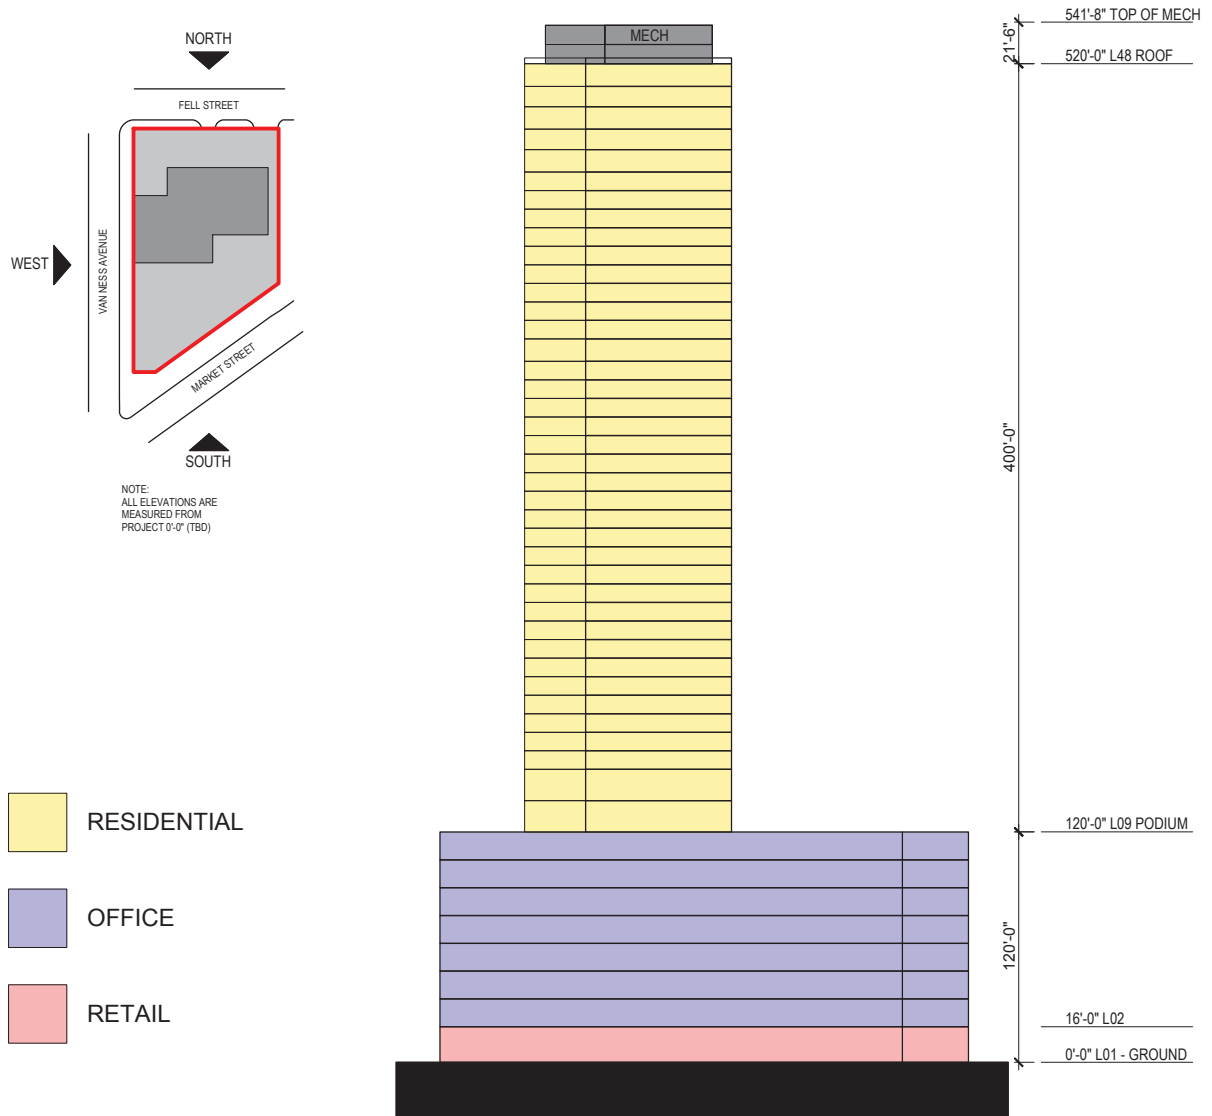 NORTH
FELL STREET
WEST
VAN NESS AVENUE
MARKET STREET
SOUTH
NOTE:
ALL ELEVATIONS ARE
MEASURED FROM
PROJECT 0'-0" (TBD)
RESIDENTIAL
OFFICE
RETAIL
MECH
541'-8" TOP OF MECH
21'-6"
520'-0" L48 ROOF
400'-0"
120'-0" L09 PODIUM
120'-0"
16'-0" L02
0'-0" L01 - GROUND